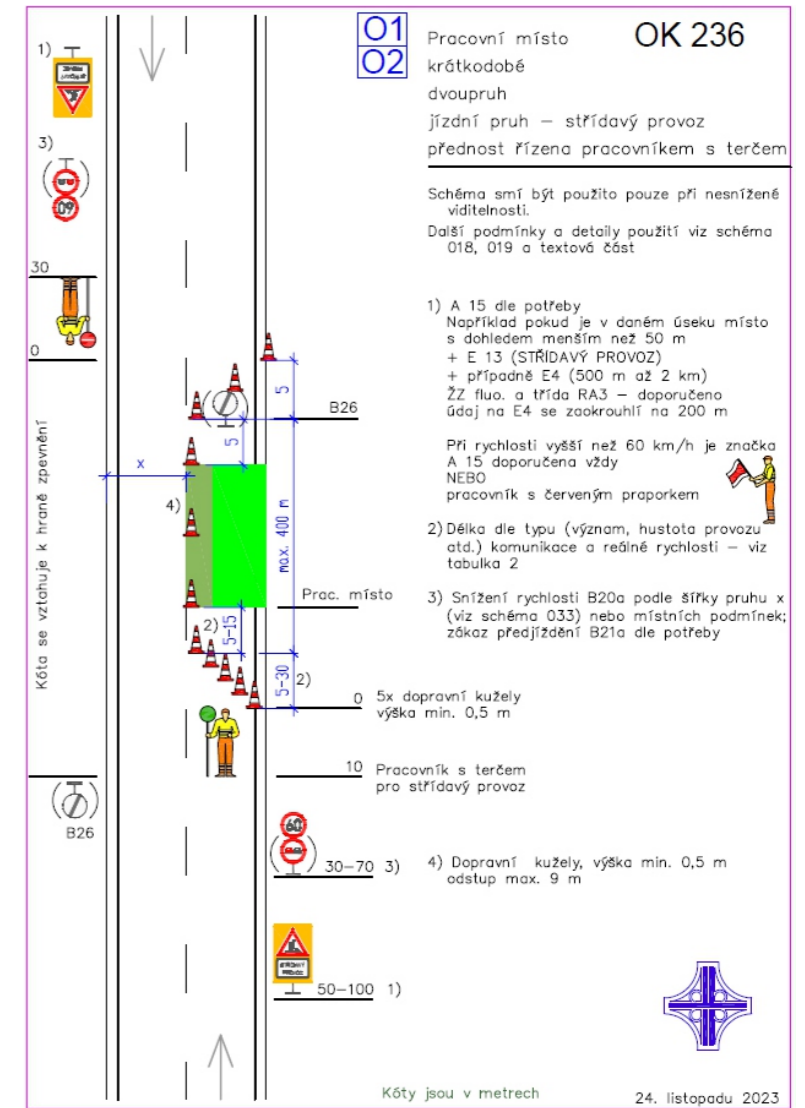 O1
O2
OK 236
Pracovní místo
krátkodobé
dvoupruh
jízdní pruh – střídavý provoz
přednost řízena pracovníkem s terčem
Schéma smí být použito pouze při nesnížené
viditelnosti.
Další podmínky a detaily použití viz schéma
018, 019 a textová část
1) A 15 dle potřeby
Například pokud je v daném úseku místo
s dohledem menším než 50 m
+ E 13 (STŘÍDAVÝ PROVOZ)
+ případně E4 (500 m až 2 km)
ŽZ fluo. a třída RA3 – doporučeno
údaj na E4 se zaokrouhlí na 200 m
Při rychlosti vyšší než 60 km/h je značka
A 15 doporučena vždy
NEBO
pracovník s červeným praporkem
2) Délka dle typu (význam, hustota provozu
atd.) komunikace a reálné rychlosti – viz
tabulka 2
3) Snížení rychlosti B20a podle šířky pruhu x
(viz schéma 033) nebo místních podmínek;
zákaz předjíždění B21a dle potřeby
4) Dopravní kužely, výška min. 0,5 m
odstup max. 9 m
1)
3)
60
30
0
Kóta se vztahuje k hraně zpevnění
x
4)
5
B26
5
max. 400 m
Prac. místo
2)
5-15
5-30
2)
0
5x dopravní kužely
výška min. 0,5 m
10
Pracovník s terčem
pro střídavý provoz
B26
60
30-70 3)
STŘÍDAVÝ
PROVOZ
50-100 1)
Kóty jsou v metrech
24. listopadu 2023